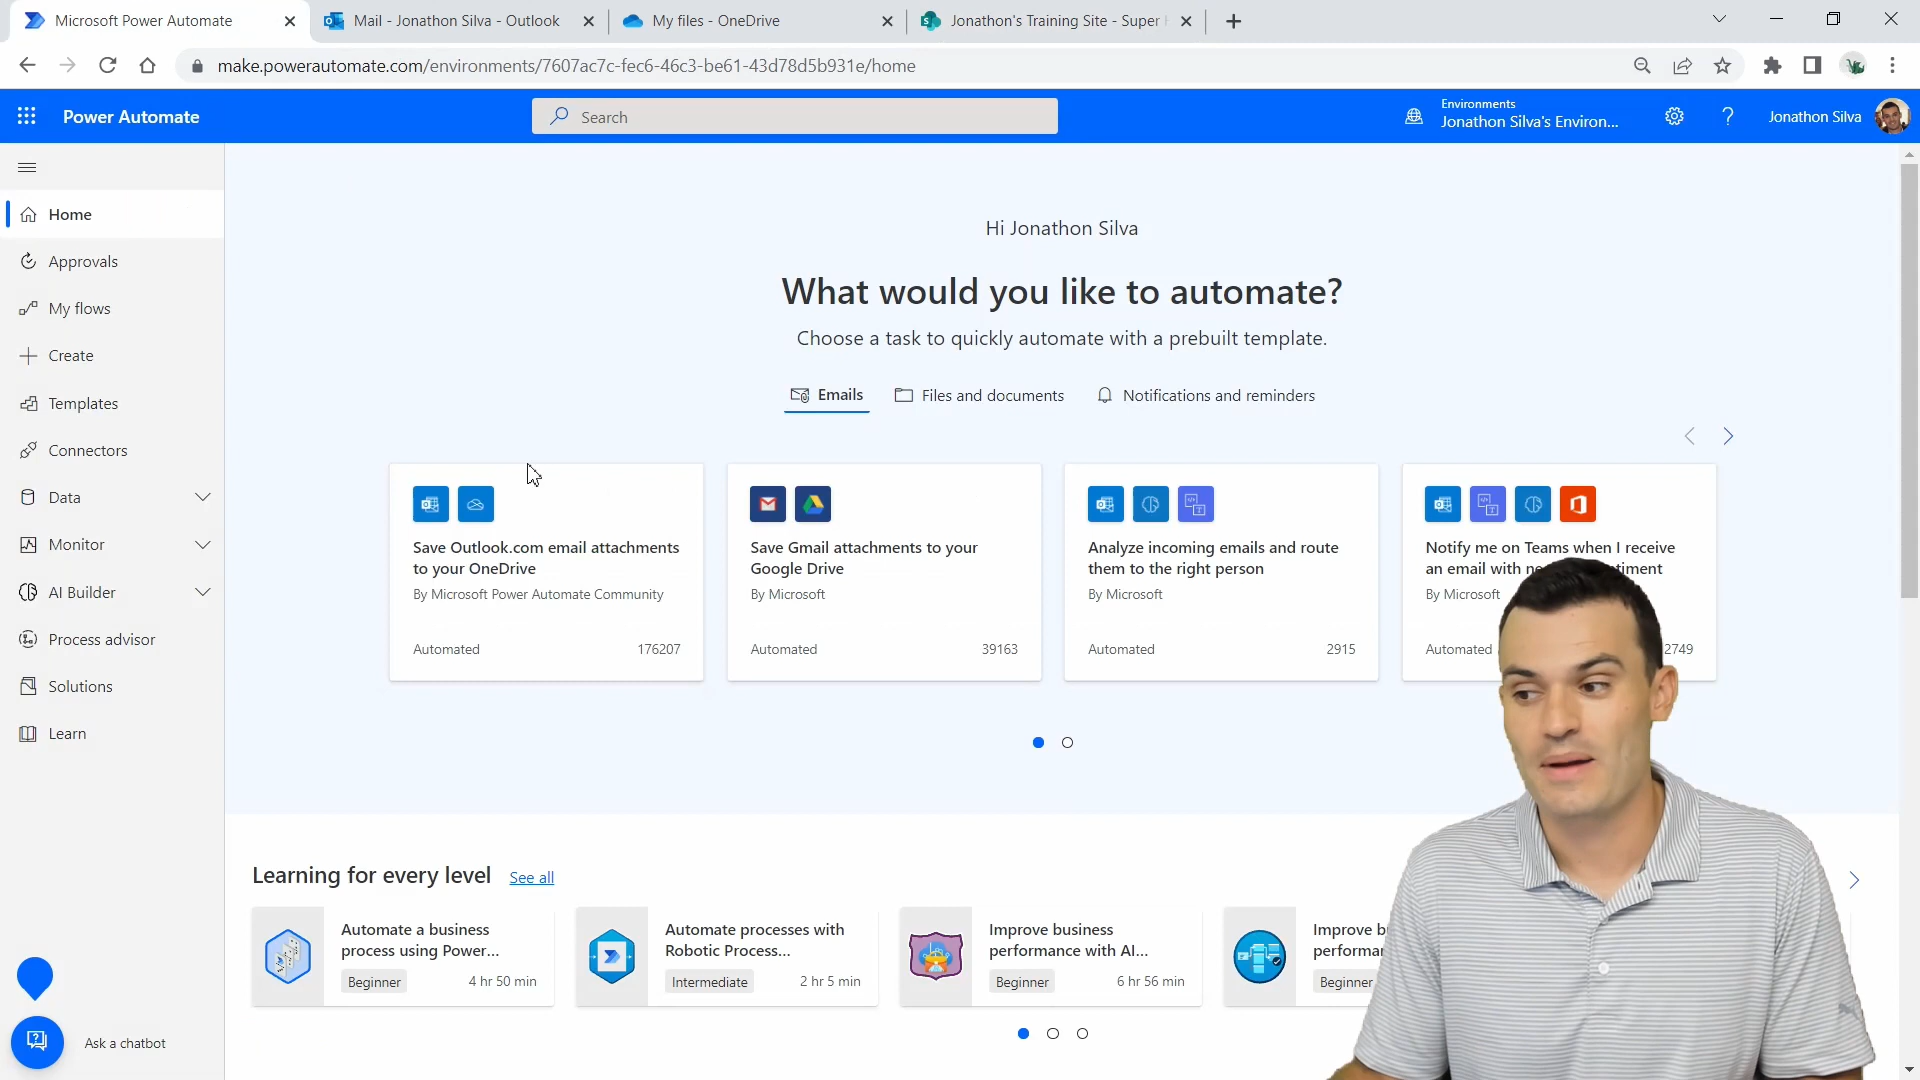 Microsoft Power Automate
Mail - Jonathon Silva - Outlook
My files - OneDrive
Jonathon's Training Site - Super
make.powerautomate.com/environments/7607ac7c-fec6-46c3-be61-43d78d5b931e/home
Power Automate
Search
Environments
Jonathon Silva's Environ...
Jonathon Silva
Home
Approvals
My flows
Create
Templates
Connectors
Data
Monitor
AI Builder
Process advisor
Solutions
Learn
Ask a chatbot
Hi Jonathon Silva
What would you like to automate?
Choose a task to quickly automate with a prebuilt template.
Emails
Files and documents
Notifications and reminders
Save Outlook.com email attachments
to your OneDrive
By Microsoft Power Automate Community
Automated 176207
Save Gmail attachments to your
Google Drive
By Microsoft
Automated 39163
Analyze incoming emails and route
them to the right person
By Microsoft
Automated 2915
Notify me on Teams when I receive
an email with
By Microsoft
Automated 2749
Learning for every level See all
Automate a business
process using Power...
Beginner 4 hr 50 min
Automate processes with
Robotic Process...
Intermediate 2 hr 5 min
Improve business
performance with AI...
Beginner 6 hr 56 min
Improve
Beginner